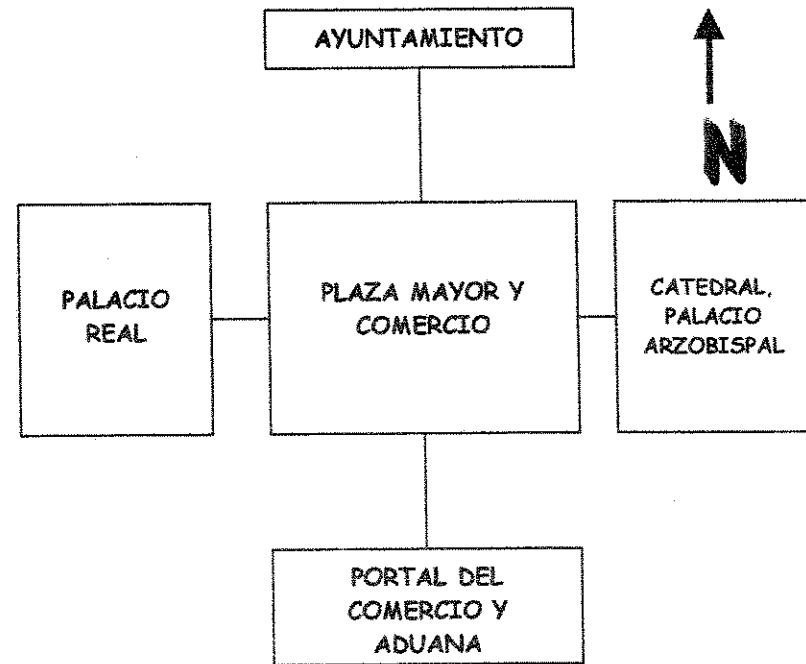 AYUNTAMIENTO
N
PALACIO
REAL
PLAZA MAYOR Y
COMERCIO
CATEDRAL,
PALACIO
ARZOBISPAL
PORTAL DEL
COMERCIO Y
ADUANA